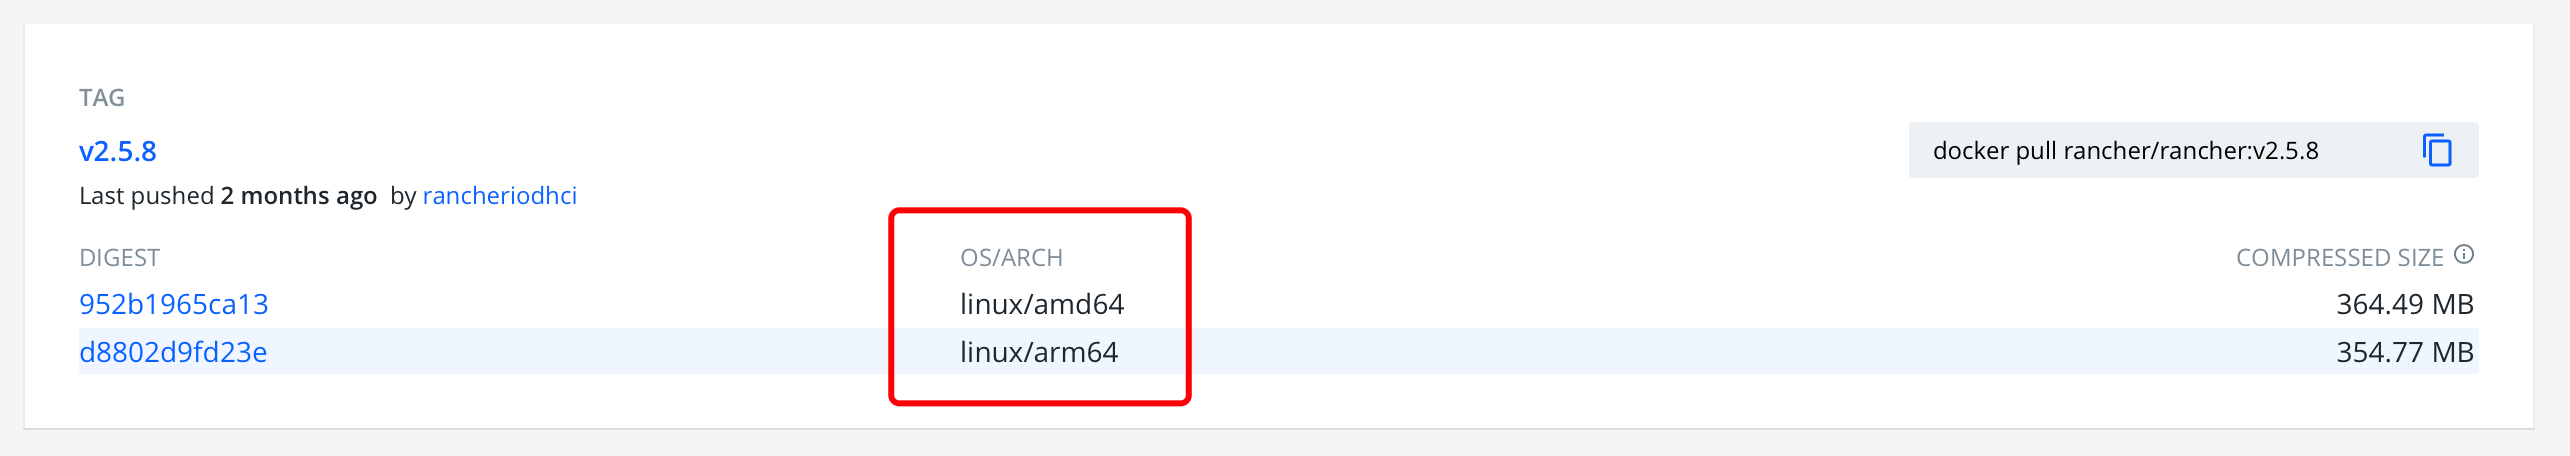 TAG
v2.5.8
docker pull rancher/rancher:v2.5.8
Last pushed 2 months ago by rancheriodhci
DIGEST OS/ARCH COMPRESSED SIZE
952b1965ca13 linux/amd64 364.49 MB
d8802d9fd23e linux/arm64 354.77 MB